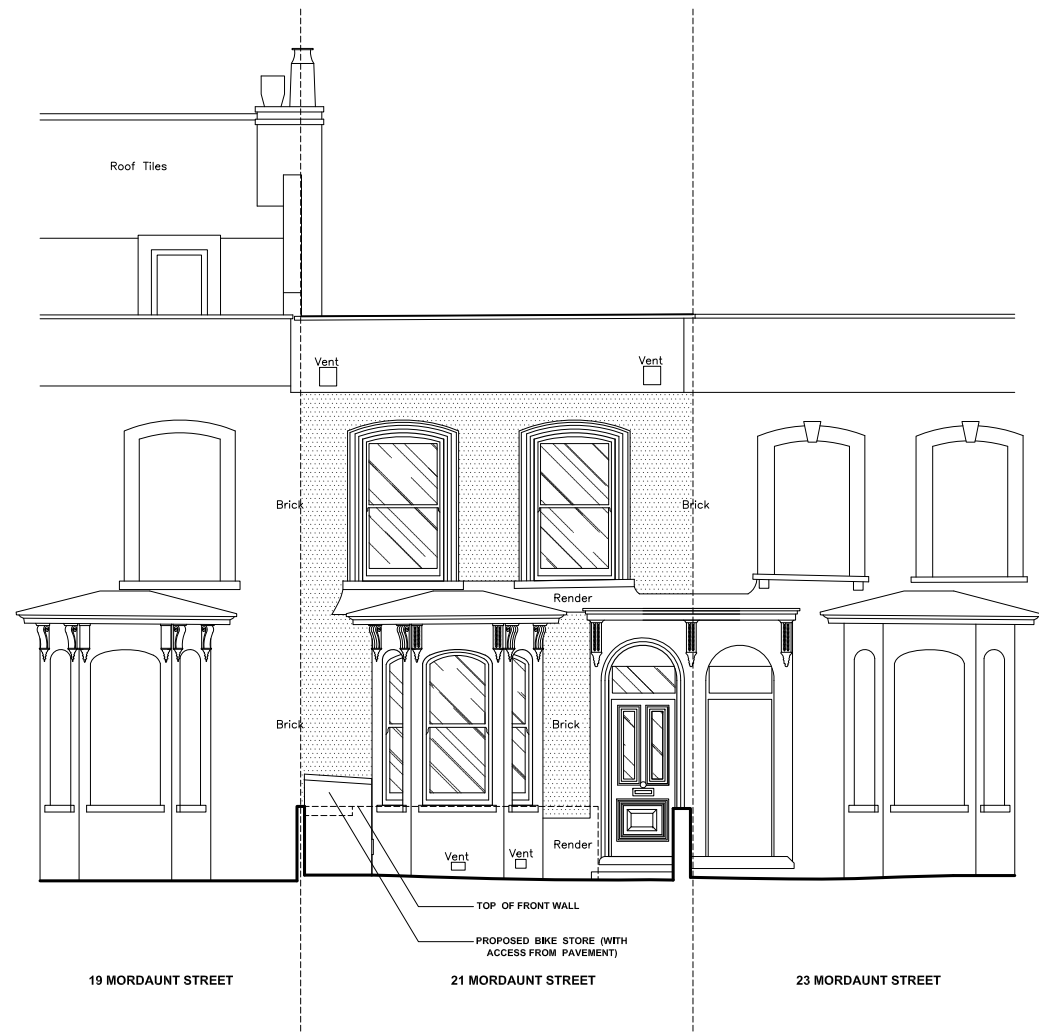 Roof Tiles
Vent
Vent
Brick
Brick
Render
Brick
Brick
Render
Vent
Vent
TOP OF FRONT WALL
PROPOSED BIKE STORE (WITH
ACCESS FROM PAVEMENT)
19 MORDAUNT STREET
21 MORDAUNT STREET
23 MORDAUNT STREET